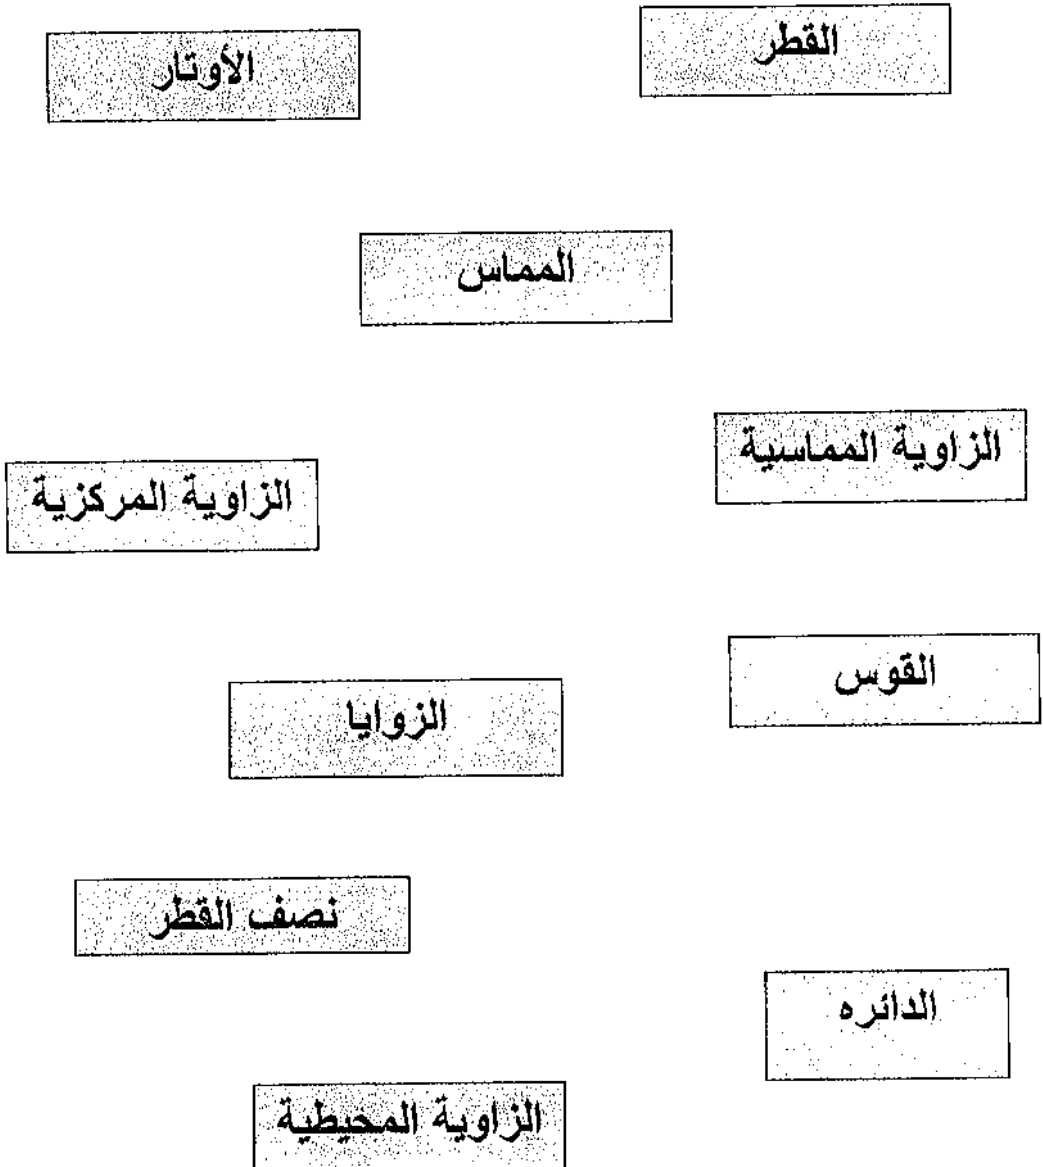 القطر
الأوتار
المماس
الزاوية المماسية
الزاوية المركزية
القوس
الزوايا
نصف القطر
الدائره
الزاوية المحيطية